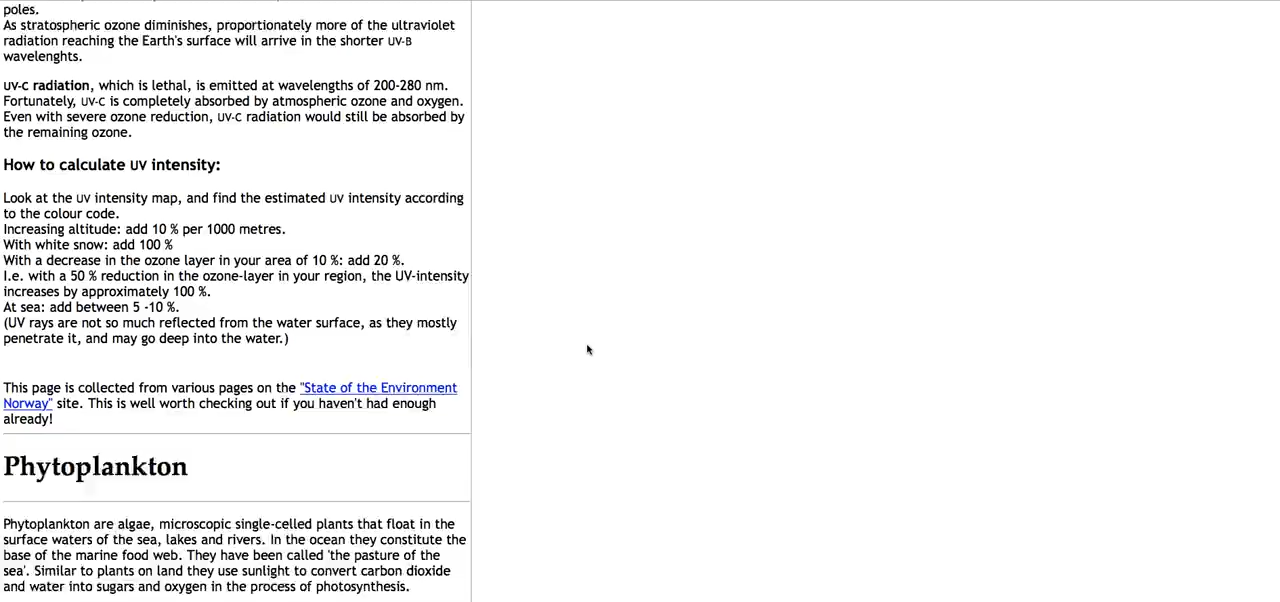 poles.
As stratospheric ozone diminishes, proportionately more of the ultraviolet
radiation reaching the Earth's surface will arrive in the shorter UV-B
wavelenghts.
UV-C radiation, which is lethal, is emitted at wavelengths of 200-280 nm.
Fortunately, UV-C is completely absorbed by atmospheric ozone and oxygen.
Even with severe ozone reduction, UV-C radiation would still be absorbed by
the remaining ozone.
How to calculate UV intensity:
Look at the UV intensity map, and find the estimated UV intensity according
to the colour code.
Increasing altitude: add 10 % per 1000 metres.
With white snow: add 100 %
With a decrease in the ozone layer in your area of 10 %: add 20 %.
I.e. with a 50 % reduction in the ozone-layer in your region, the UV-intensity
increases by approximately 100 %.
At sea: add between 5 -10 %.
(UV rays are not so much reflected from the water surface, as they mostly
penetrate it, and may go deep into the water.)
This page is collected from various pages on the "State of the Environment
Norway" site. This is well worth checking out if you haven't had enough
already!
Phytoplankton
Phytoplankton are algae, microscopic single-celled plants that float in the
surface waters of the sea, lakes and rivers. In the ocean they constitute the
base of the marine food web. They have been called 'the pasture of the
sea'. Similar to plants on land they use sunlight to convert carbon dioxide
and water into sugars and oxygen in the process of photosynthesis.